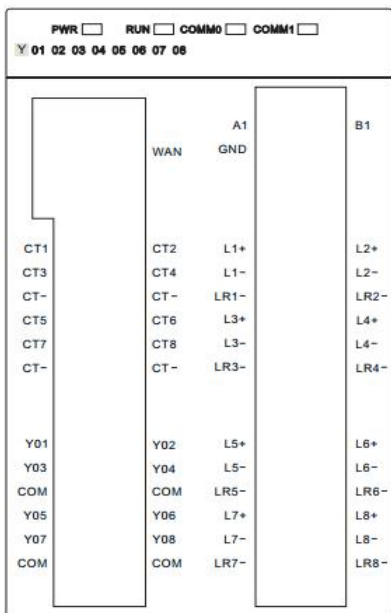 PWR RUN COMM0 COMM1
Y 01 02 03 04 05 06 07 08
A1 B1
WAN GND
CT1 CT2 L1+ L2+
CT3 CT4 L1- L2-
CT- CT- LR1- LR2-
CT5 CT6 L3+ L4+
CT7 CT8 L3- L4-
CT- CT- LR3- LR4-
Y01 Y02 L5+ L6+
Y03 Y04 L5- L6-
COM COM LR5- LR6-
Y05 Y06 L7+ L8+
Y07 Y08 L7- L8-
COM COM LR7- LR8-